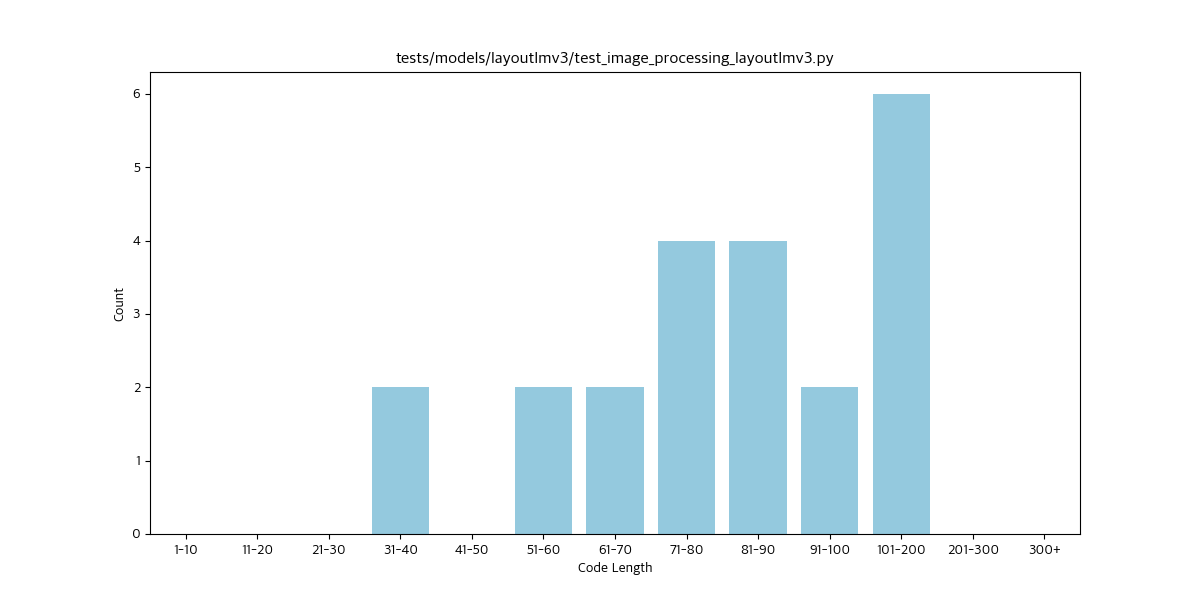 tests/models/layoutlmv3/test_image_processing_layoutlmv3.py
6
5
4
3
2
1
0
Count
1-10 11-20 21-30 31-40 41-50 51-60 61-70 71-80 81-90 91-100 101-200 201-300 300+
Code Length